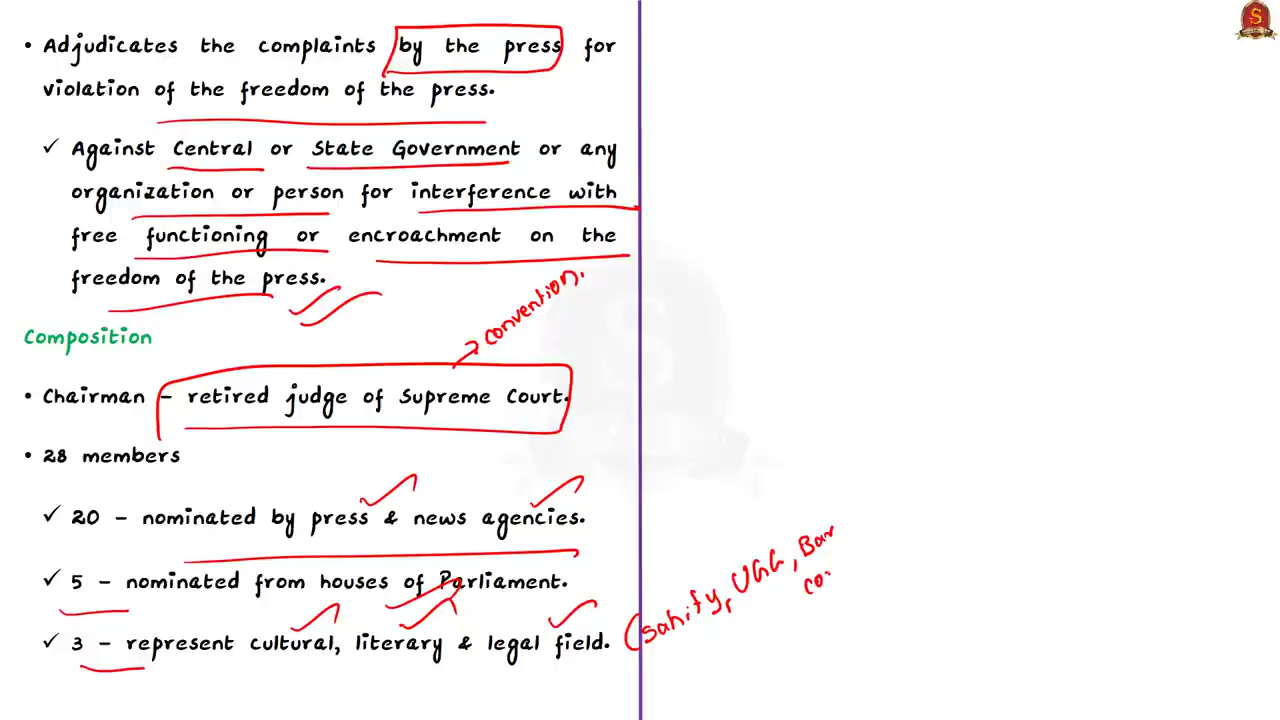 • Adjudicates the complaints by the press for
violation of the freedom of the press.
✓ Against Central or State Government or any
organization or person for interference with
free functioning or encroachment on the
freedom of the press.
convention.
Composition
• Chairman – retired judge of Supreme Court.
• 28 members
✓ 20 – nominated by press & news agencies.
✓ 5 – nominated from houses of Parliament.
✓ 3 – represent cultural, literary & legal field.
(Sahity, UGC, Bar
co
S